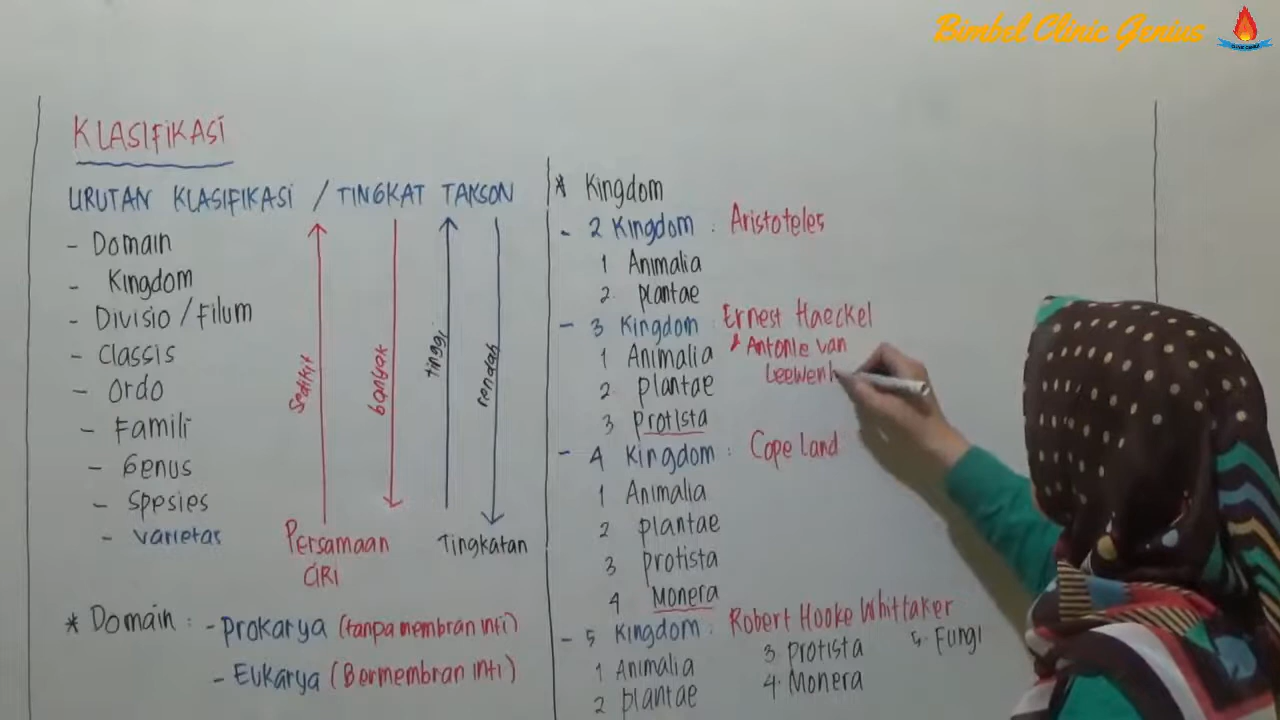 Bimbel Clinic Genius
KLASIFIKASI
URUTAN KLASIFIKASI / TINGKAT TAKSON
- Domain
- Kingdom
- Divisio / Filum
- Classis
- Ordo
- Famili
- Genus
- Spesies
- varietas
Sedikit
banyak
tinggi
rendah
Persamaan
CIRI
Tingkatan
* Domain : - prokarya (tanpa membran inti)
- Eukarya (Bermembran inti)
* Kingdom
- 2 Kingdom : Aristoteles
1 Animalia
2. plantae
- 3 Kingdom : Ernest Haeckel
1 Animalia
Antonie van
Leewenh
2 plantae
3 protista
- 4 Kingdom : Cope land
1 Animalia
2 plantae
3 protista
4 Monera
- 5 Kingdom : Robert Hooke Whittaker
1 Animalia
2 plantae
3 protista
4. Monera
5. Fungi